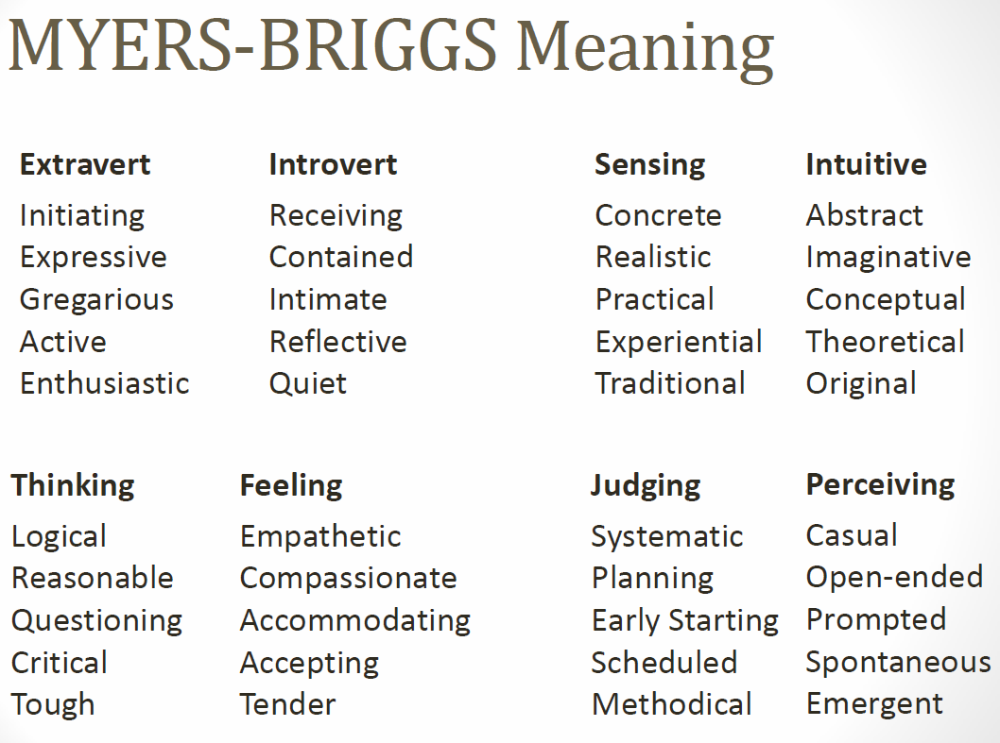 MYERS-BRIGGS Meaning
Extravert
Initiating
Expressive
Gregarious
Active
Enthusiastic
Introvert
Receiving
Contained
Intimate
Reflective
Quiet
Sensing
Concrete
Realistic
Practical
Experiential
Traditional
Intuitive
Abstract
Imaginative
Conceptual
Theoretical
Original
Thinking
Logical
Reasonable
Questioning
Critical
Tough
Feeling
Empathetic
Compassionate
Accommodating
Accepting
Tender
Judging
Systematic
Planning
Early Starting
Scheduled
Methodical
Perceiving
Casual
Open-ended
Prompted
Spontaneous
Emergent